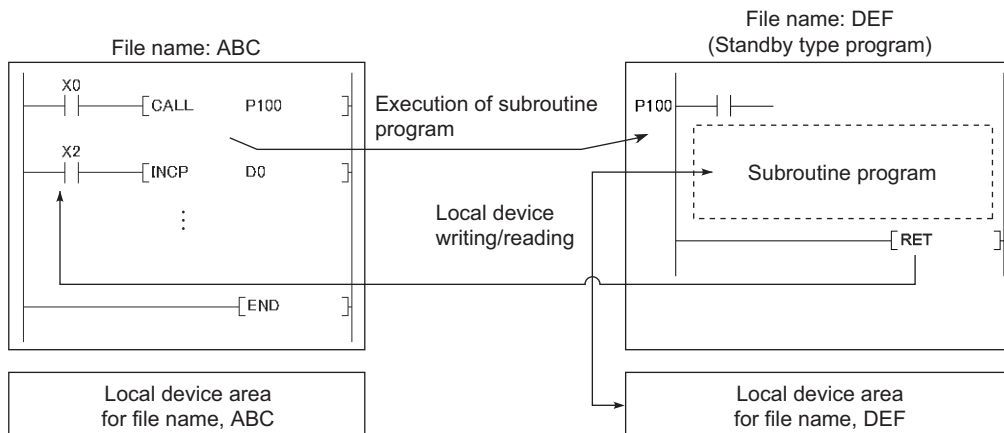 File name: ABC
X0
CALL P100
X2
INCP D0
END
Local device area
for file name, ABC
Execution of subroutine
program
Local device
writing/reading
File name: DEF
(Standby type program)
P100
Subroutine program
RET
Local device area
for file name, DEF